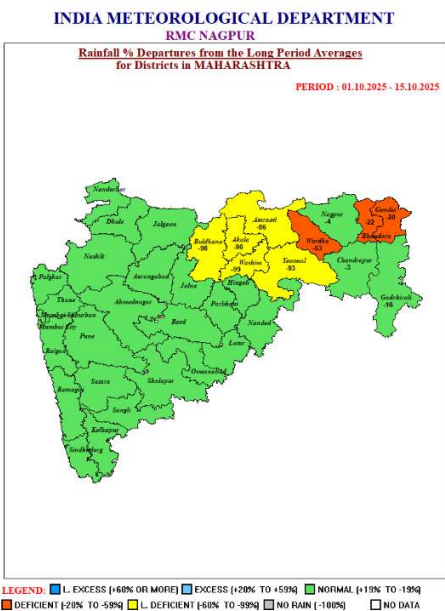 INDIA METEOROLOGICAL DEPARTMENT
RMC NAGPUR
Rainfall % Departures from the Long Period Averages
for Districts in MAHARASHTRA
PERIOD : 01.10.2025 - 15.10.2025
Nandurbar
Dhule
Jalgaon
Nashik
Buldhana
-98
Akola
-96
Amravati
-86
Washim
-99
Yavatmal
-93
Wardha
-53
Nagpur
-4
Bhandara
-22
Gondia
-20
Chandrapur
-3
Gadchiroli
-16
Palghar
Thane
Mumbai Suburban
Mumbai City
Aurangabad
Jalna
Hingoli
Parbhani
Nanded
Ahmednagar
Beed
Latur
Pune
Raigad
Osmanabad
Satara
Sholapur
Ratnagiri
Sangli
Kolhapur
Sindhudurg
LEGEND: L. EXCESS (+60% OR MORE) EXCESS (+20% TO +59%) NORMAL (+19% TO -19%)
DEFICIENT (-20% TO -59%) L. DEFICIENT (-60% TO -99%) NO RAIN (-100%) NO DATA